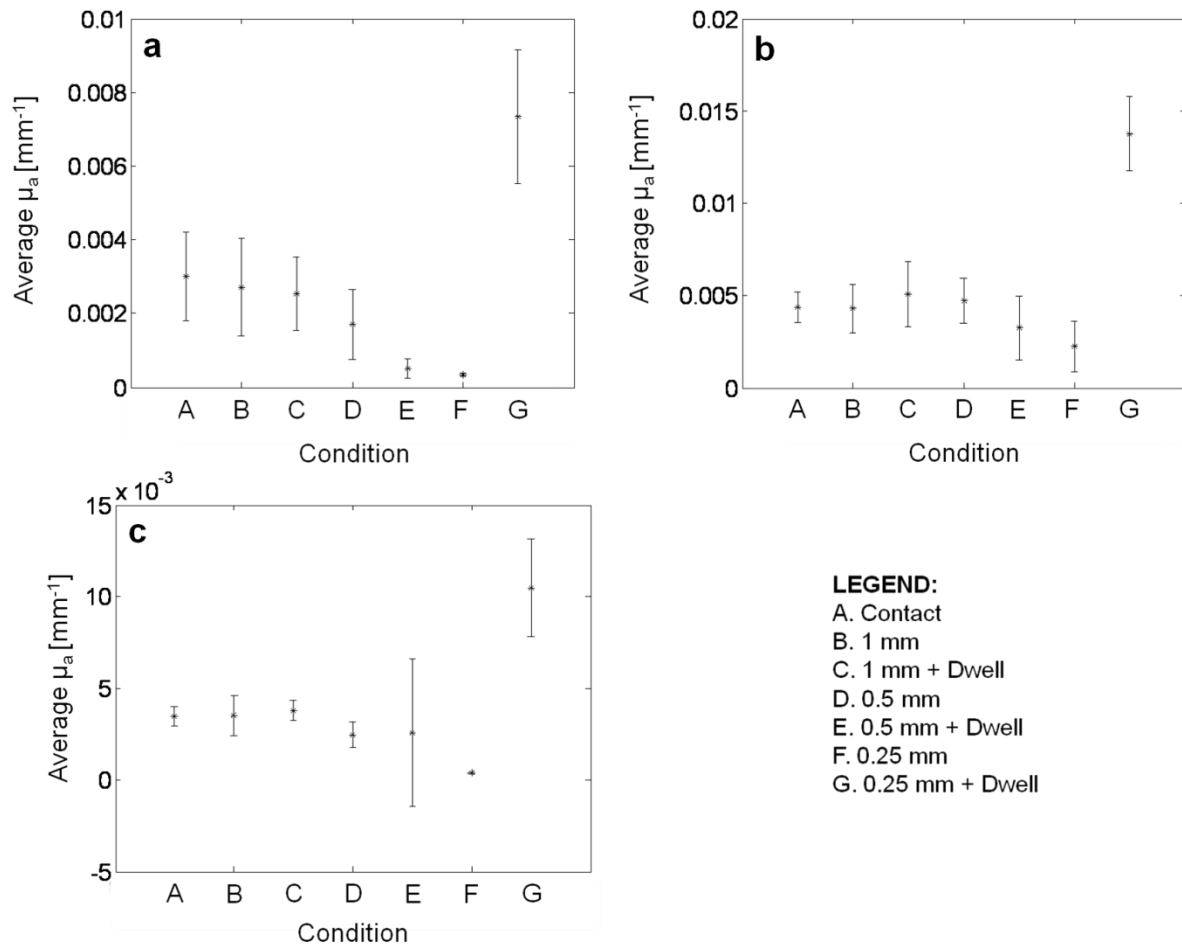 a
0.01
0.008
0.006
0.004
0.002
0
Average μa [mm-1]
A B C D E F G
Condition
b
0.02
0.015
0.01
0.005
0
Average μa [mm-1]
A B C D E F G
Condition
c
x 10-3
15
10
5
0
-5
Average μa [mm-1]
A B C D E F G
Condition
LEGEND:
A. Contact
B. 1 mm
C. 1 mm + Dwell
D. 0.5 mm
E. 0.5 mm + Dwell
F. 0.25 mm
G. 0.25 mm + Dwell